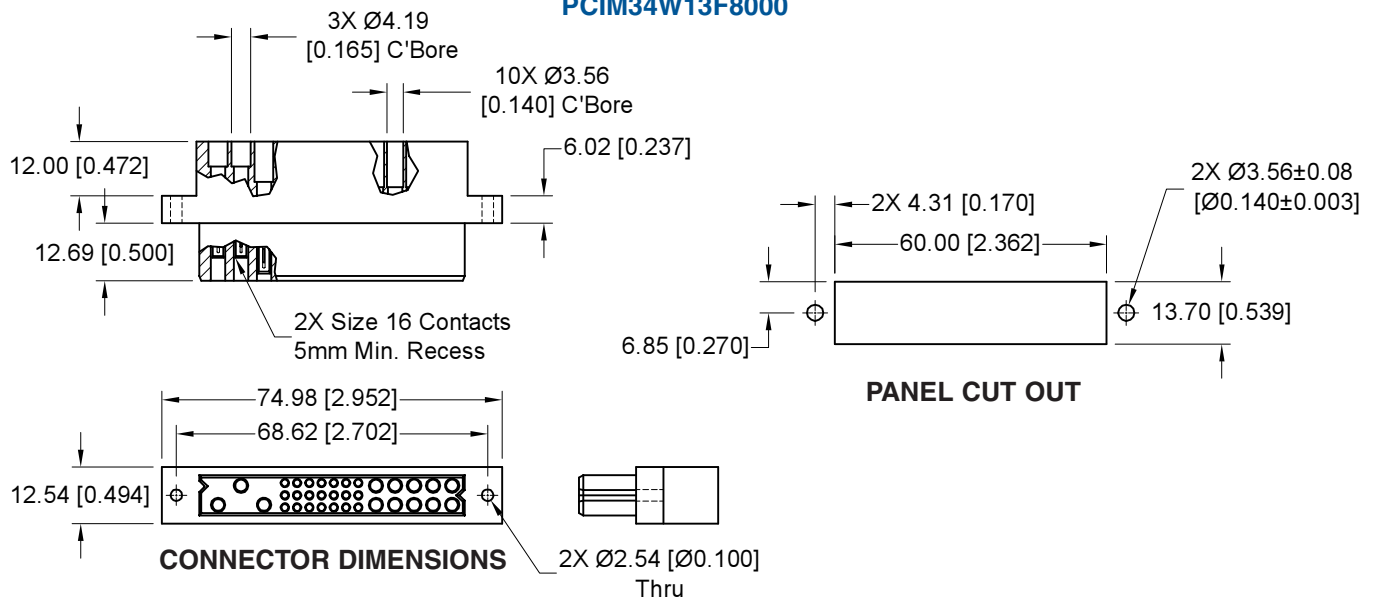 PCIM34W13F8000
3X Ø4.19
[0.165] C'Bore
10X Ø3.56
[0.140] C'Bore
12.00 [0.472]
6.02 [0.237]
12.69 [0.500]
2X Size 16 Contacts
5mm Min. Recess
2X Ø3.56±0.08
[Ø0.140±0.003]
2X 4.31 [0.170]
60.00 [2.362]
13.70 [0.539]
6.85 [0.270]
PANEL CUT OUT
74.98 [2.952]
68.62 [2.702]
12.54 [0.494]
CONNECTOR DIMENSIONS
2X Ø2.54 [Ø0.100]
Thru